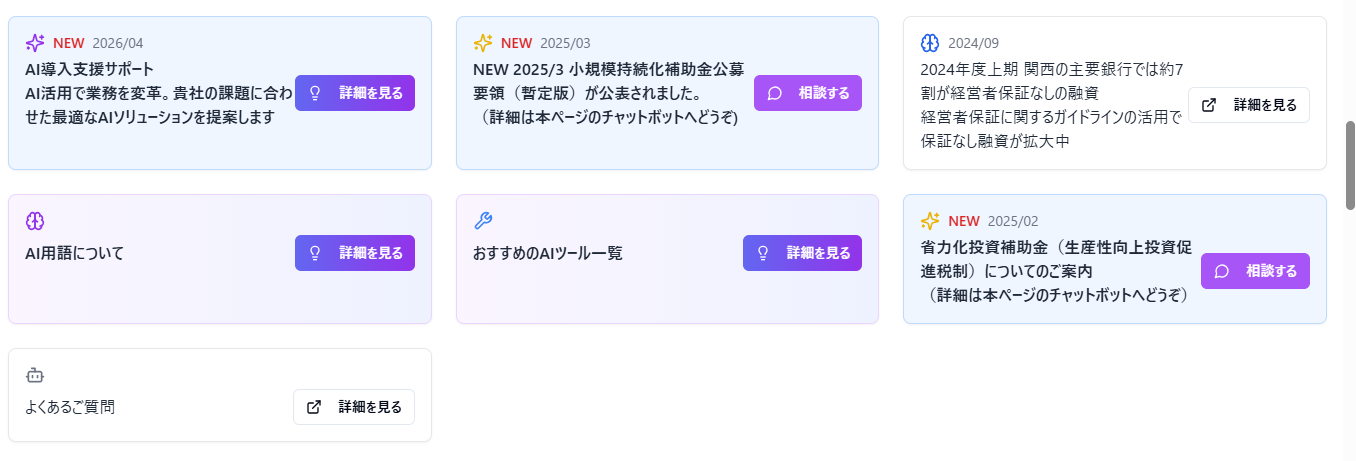 NEW 2026/04
AI導入支援サポート
AI活用で業務を変革。貴社の課題に合わ
せた最適なAIソリューションを提案します
詳細を見る
NEW 2025/03
NEW 2025/3 小規模持続化補助金公募
要領（暫定版）が公表されました。
（詳細は本ページのチャットボットへどうぞ)
相談する
2024/09
2024年度上期 関西の主要銀行では約7
割が経営者保証なしの融資
経営者保証に関するガイドラインの活用で
保証なし融資が拡大中
詳細を見る
AI用語について
詳細を見る
おすすめのAIツール一覧
詳細を見る
NEW 2025/02
省力化投資補助金（生産性向上投資促
進税制）についてのご案内
（詳細は本ページのチャットボットへどうぞ）
相談する
よくあるご質問
詳細を見る